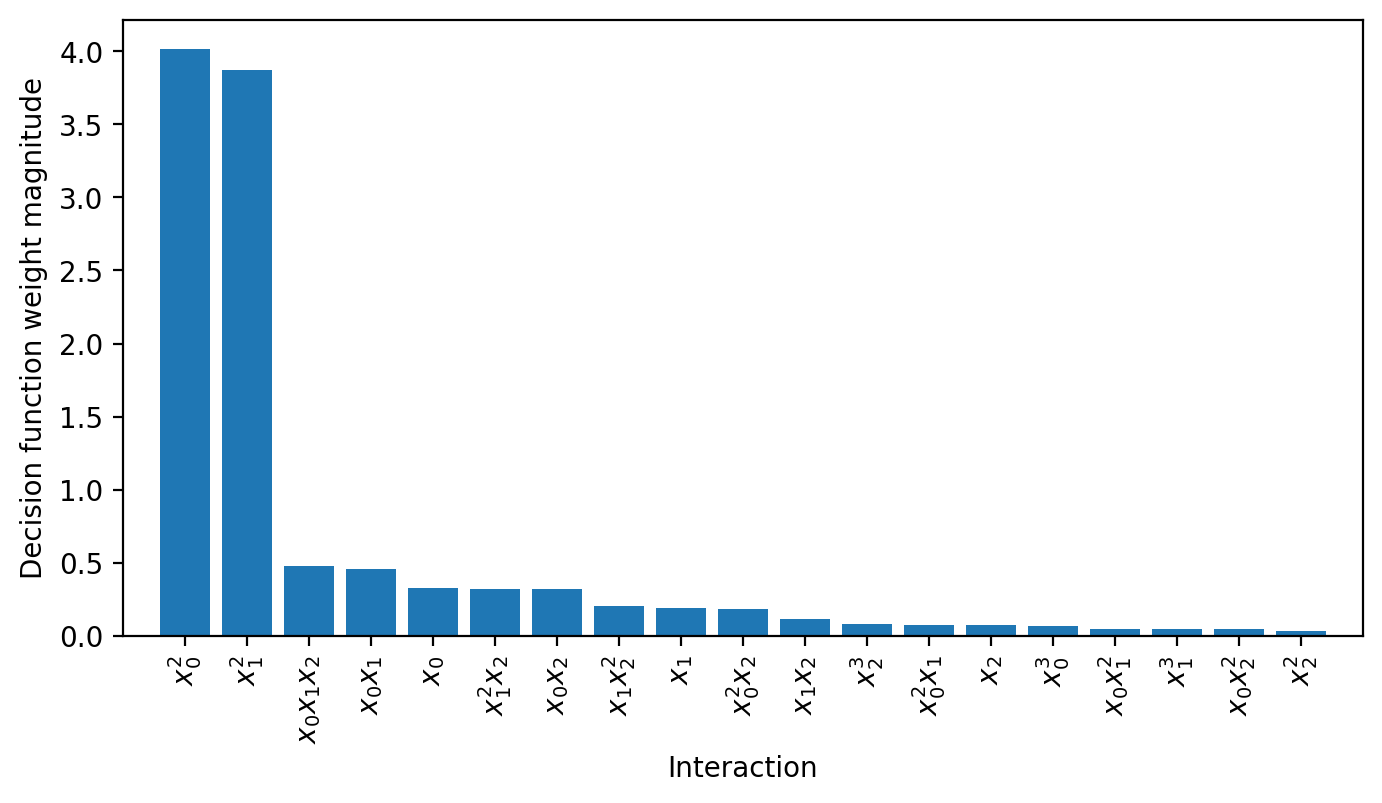 Decision function weight magnitude
4.0
3.5
3.0
2.5
2.0
1.5
1.0
0.5
0.0
x_0^2
x_1^2
x_0x_1x_2
x_0x_1
x_0
x_1^2x_2
x_0x_2
x_1x_2^2
x_1
x_0^2x_2
x_1x_2
x_2^3
x_0^2x_1
x_2
x_0^3
x_0x_1^2
x_1^3
x_0x_2^2
x_2^2
Interaction